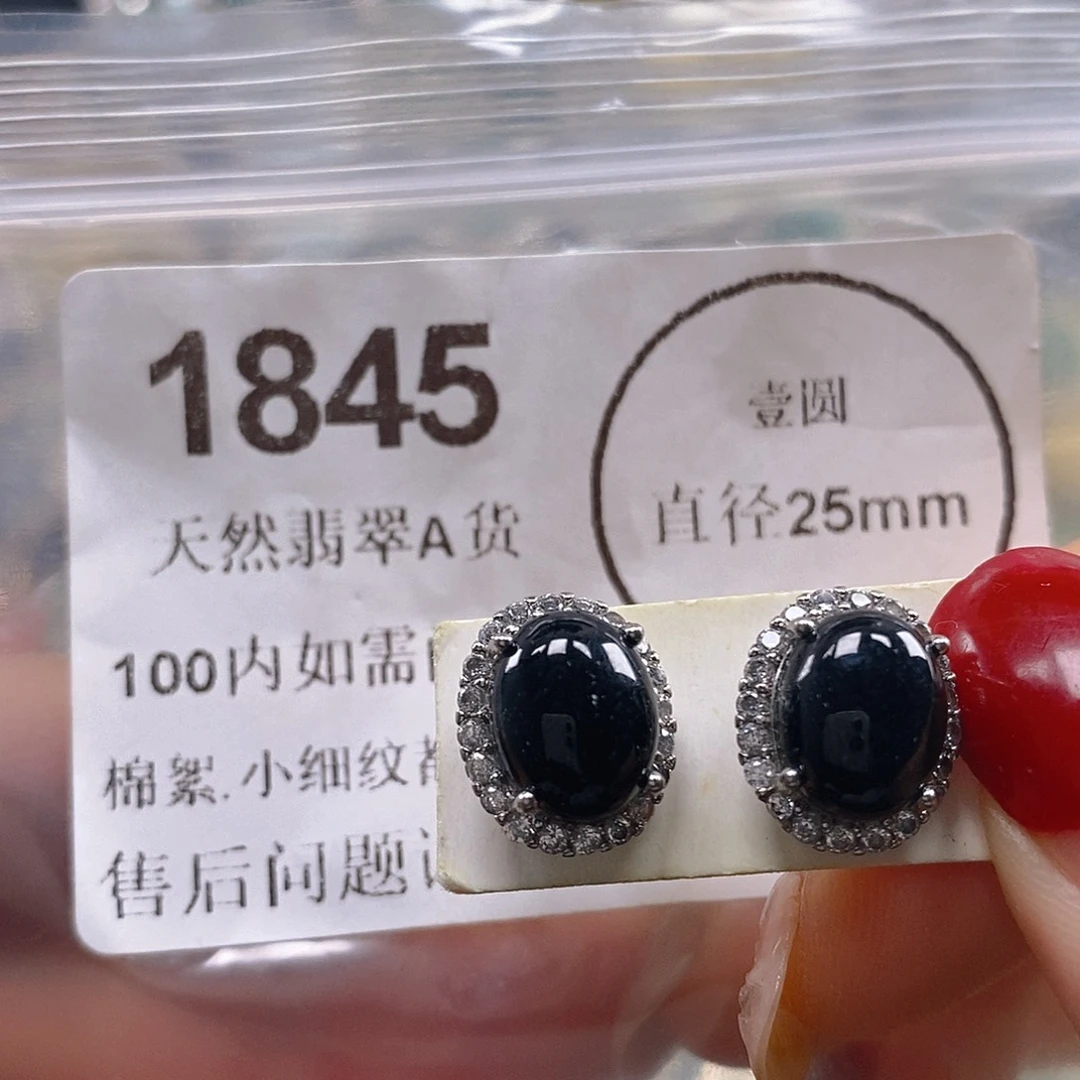 1845
壹圆
直径25mm
天然翡翠A货
100内如需
棉絮.小细纹
售后问题